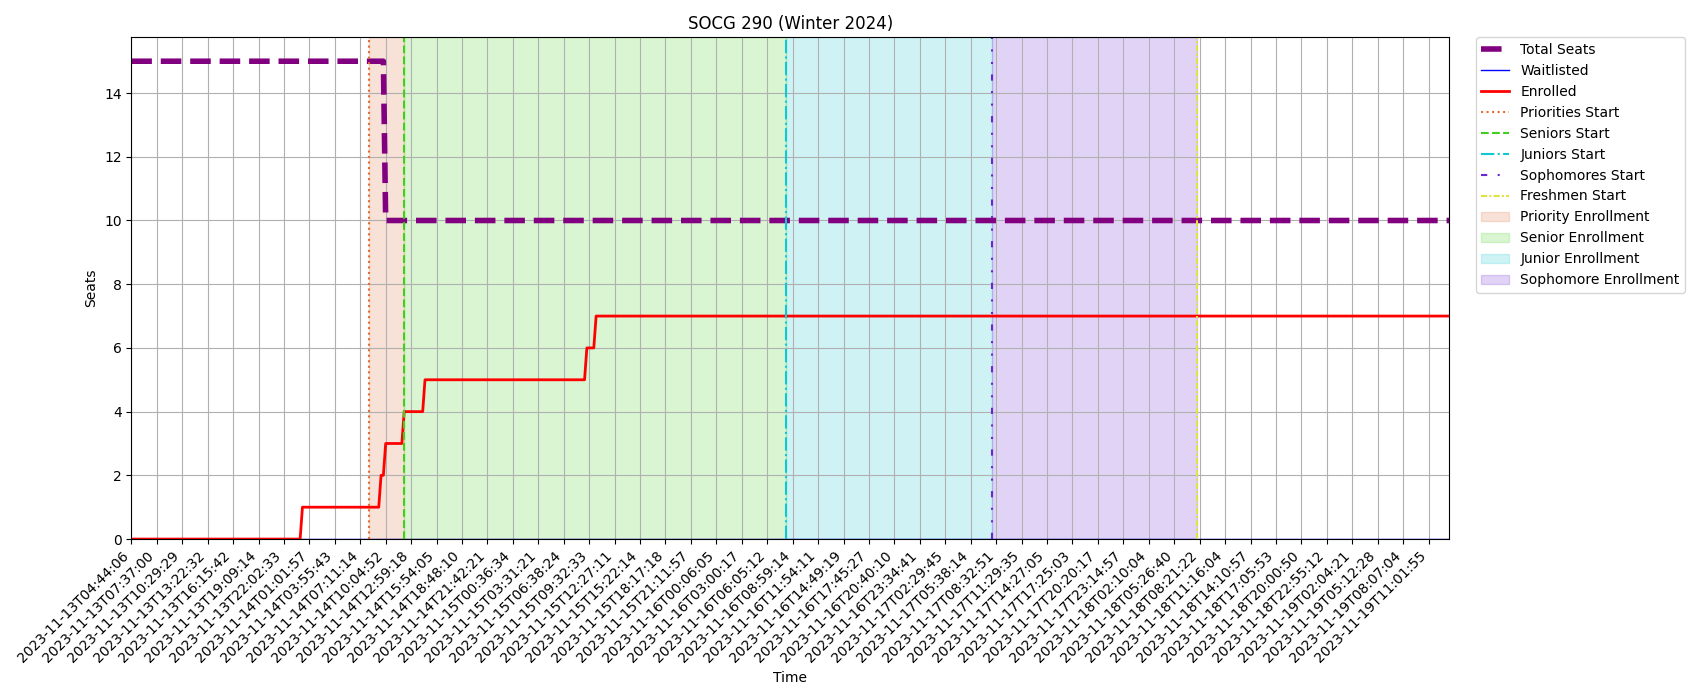 SOCG 290 (Winter 2024)
Seats
14
12
10
8
6
4
2
0
2023-11-13T04:44:06
2023-11-13T07:37:00
2023-11-13T10:29:29
2023-11-13T13:22:32
2023-11-13T16:15:42
2023-11-13T19:09:14
2023-11-13T22:02:33
2023-11-14T01:01:57
2023-11-14T03:55:43
2023-11-14T07:11:14
2023-11-14T10:04:52
2023-11-14T12:59:18
2023-11-14T15:54:05
2023-11-14T18:48:10
2023-11-14T21:42:21
2023-11-15T00:36:34
2023-11-15T03:31:21
2023-11-15T06:38:24
2023-11-15T09:32:33
2023-11-15T12:27:11
2023-11-15T15:22:14
2023-11-15T18:17:18
2023-11-15T21:11:57
2023-11-16T00:06:05
2023-11-16T03:00:17
2023-11-16T06:05:12
2023-11-16T08:59:14
2023-11-16T11:54:11
2023-11-16T14:49:19
2023-11-16T17:45:27
2023-11-16T20:40:10
2023-11-16T23:34:41
2023-11-17T02:29:45
2023-11-17T05:38:14
2023-11-17T08:32:51
2023-11-17T11:29:35
2023-11-17T14:27:05
2023-11-17T17:25:03
2023-11-17T20:20:17
2023-11-17T23:14:57
2023-11-18T02:10:04
2023-11-18T05:26:40
2023-11-18T08:21:22
2023-11-18T11:16:04
2023-11-18T14:10:57
2023-11-18T17:05:53
2023-11-18T20:00:50
2023-11-18T22:55:12
2023-11-19T02:04:21
2023-11-19T05:12:28
2023-11-19T08:07:04
2023-11-19T11:01:55
Time
Total Seats
Waitlisted
Enrolled
Priorities Start
Seniors Start
Juniors Start
Sophomores Start
Freshmen Start
Priority Enrollment
Senior Enrollment
Junior Enrollment
Sophomore Enrollment